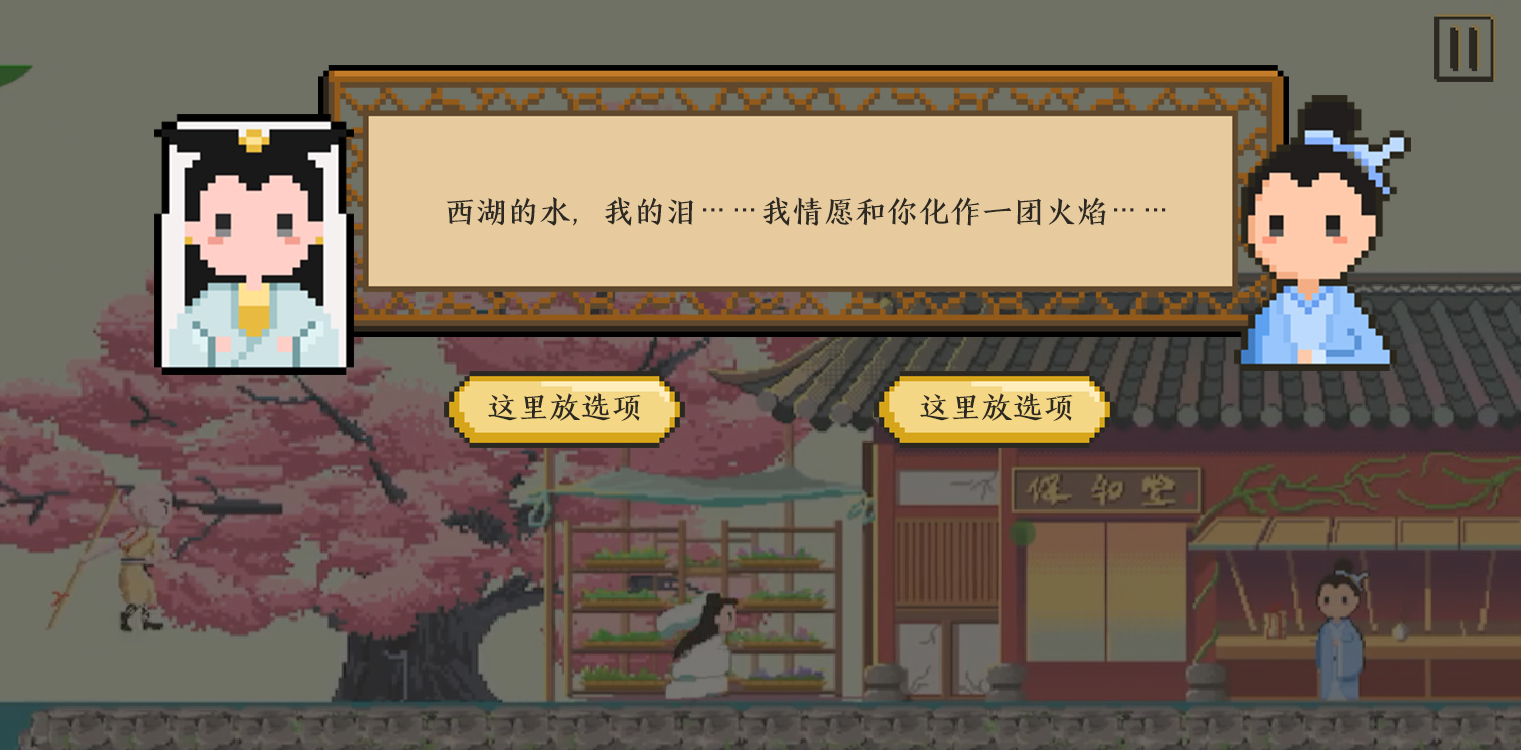 西湖的水，我的泪……我情愿和你化作一团火焰……
这里放选项
这里放选项
保和堂